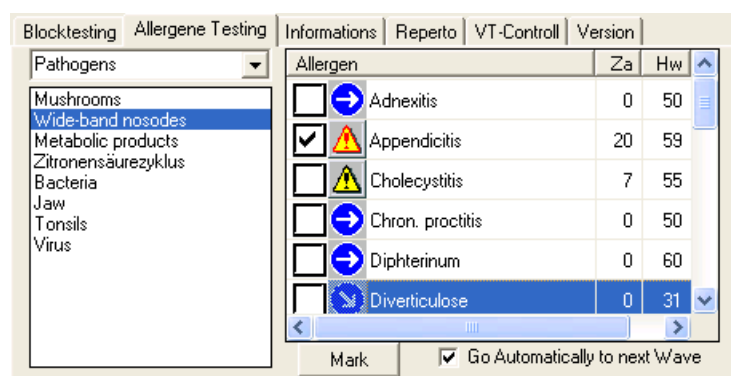 Blocktesting Allergene Testing Informations Reperto VT-Controll Version
Pathogens
Mushrooms
Wide-band nosodes
Metabolic products
Zitronensäurezyklus
Bacteria
Jaw
Tonsils
Virus
Allergen Za Hw
Adnexitis 0 50
Appendicitis 20 59
Cholecystitis 7 55
Chron. proctitis 0 50
Diphterinum 0 60
Diverticulose 0 31
Mark Go Automatically to next Wave